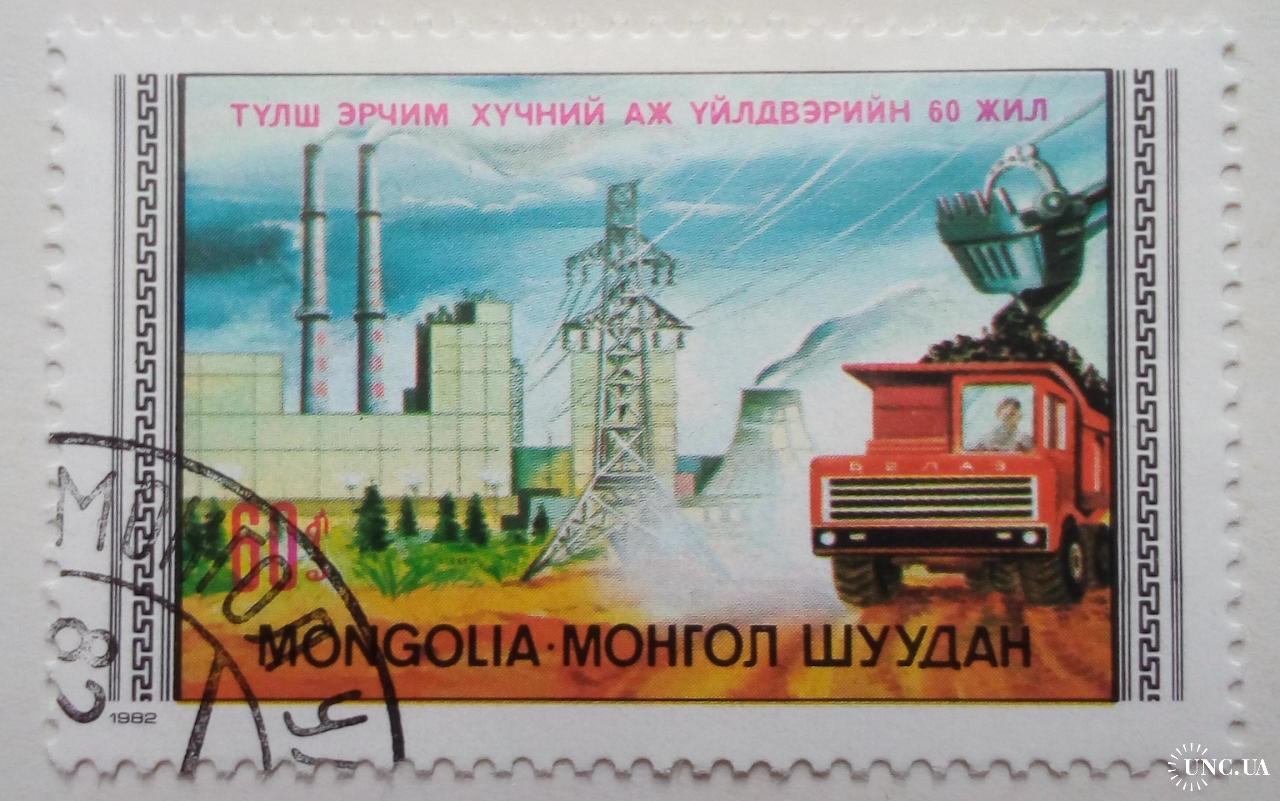 ТҮЛШ ЭРЧИМ ХҮЧНИЙ АЖ ҮЙЛДВЭРИЙН 60 ЖИЛ
БЕЛАЗ
60
MONGOLIA · МОНГОЛ ШУУДАН
1982
UNC.UA